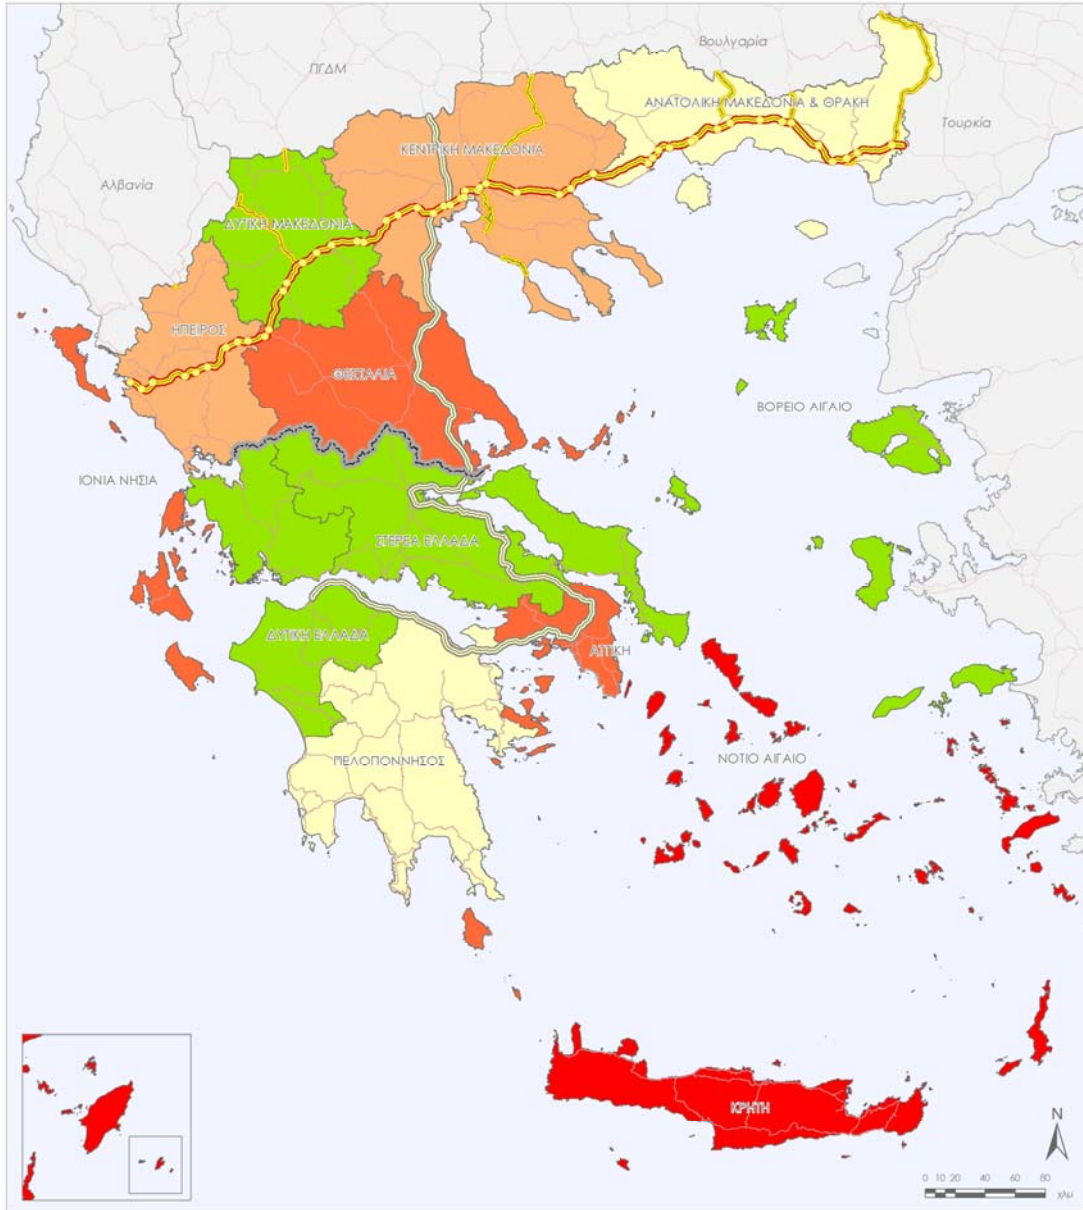 Βουλγαρία
ΠΓΔΜ
ΑΝΑΤΟΛΙΚΗ ΜΑΚΕΔΟΝΙΑ & ΘΡΑΚΗ
Τουρκία
ΚΕΝΤΡΙΚΗ ΜΑΚΕΔΟΝΙΑ
Αλβανία
ΔΥΤΙΚΗ ΜΑΚΕΔΟΝΙΑ
ΗΠΕΙΡΟΣ
ΘΕΣΣΑΛΙΑ
ΒΟΡΕΙΟ ΑΙΓΑΙΟ
ΙΟΝΙΑ ΝΗΣΙΑ
ΣΤΕΡΕΑ ΕΛΛΑΔΑ
ΔΥΤΙΚΗ ΕΛΛΑΔΑ
ΑΤΤΙΚΗ
ΠΕΛΟΠΟΝΝΗΣΟΣ
ΝΟΤΙΟ ΑΙΓΑΙΟ
ΚΡΗΤΗ
N
0 10 20 40 60 80
χλμ